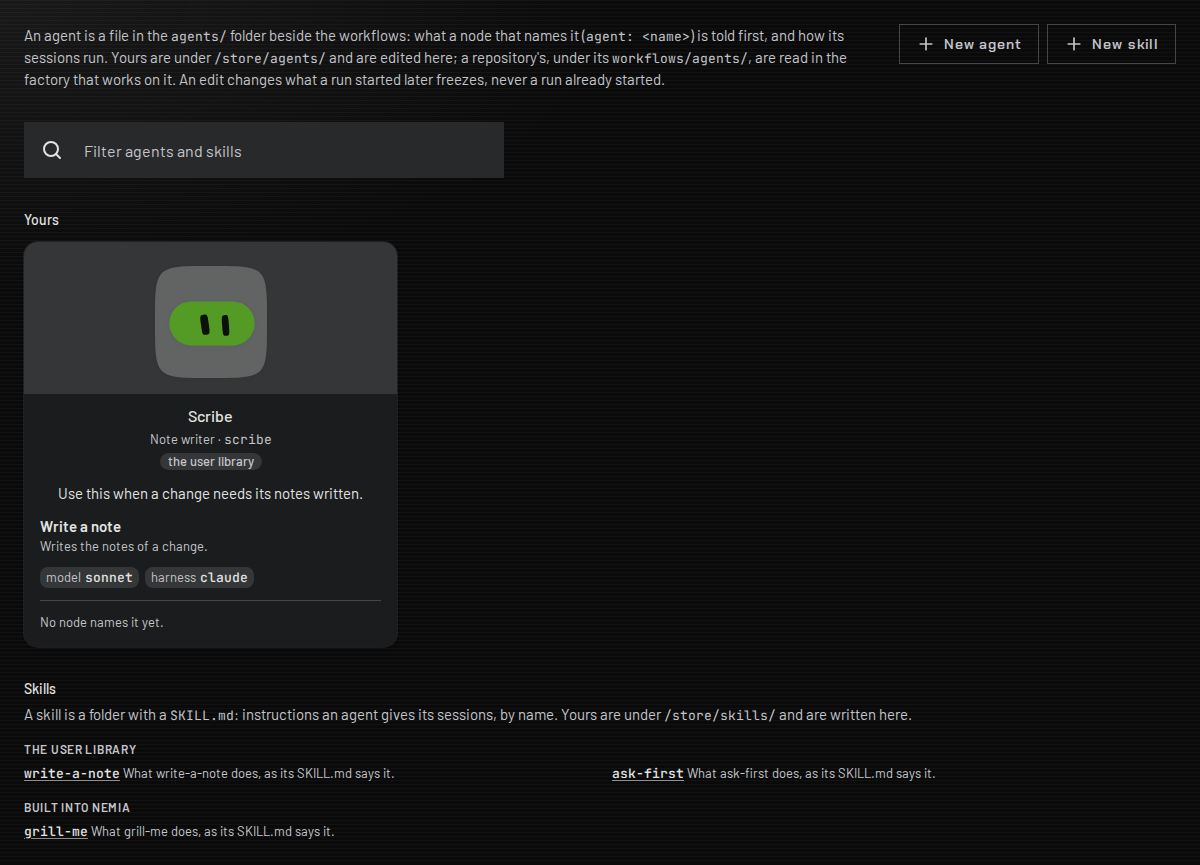 An agent is a file in the agents/ folder beside the workflows: what a node that names it (agent: <name>) is told first, and how its
sessions run. Yours are under /store/agents/ and are edited here; a repository's, under its workflows/agents/, are read in the
factory that works on it. An edit changes what a run started later freezes, never a run already started.
New agent
New skill
Filter agents and skills
Yours
Scribe
Note writer · scribe
the user library
Use this when a change needs its notes written.
Write a note
Writes the notes of a change.
model sonnet harness claude
No node names it yet.
Skills
A skill is a folder with a SKILL.md: instructions an agent gives its sessions, by name. Yours are under /store/skills/ and are written here.
THE USER LIBRARY
write-a-note What write-a-note does, as its SKILL.md says it.
ask-first What ask-first does, as its SKILL.md says it.
BUILT INTO NEMIA
grill-me What grill-me does, as its SKILL.md says it.